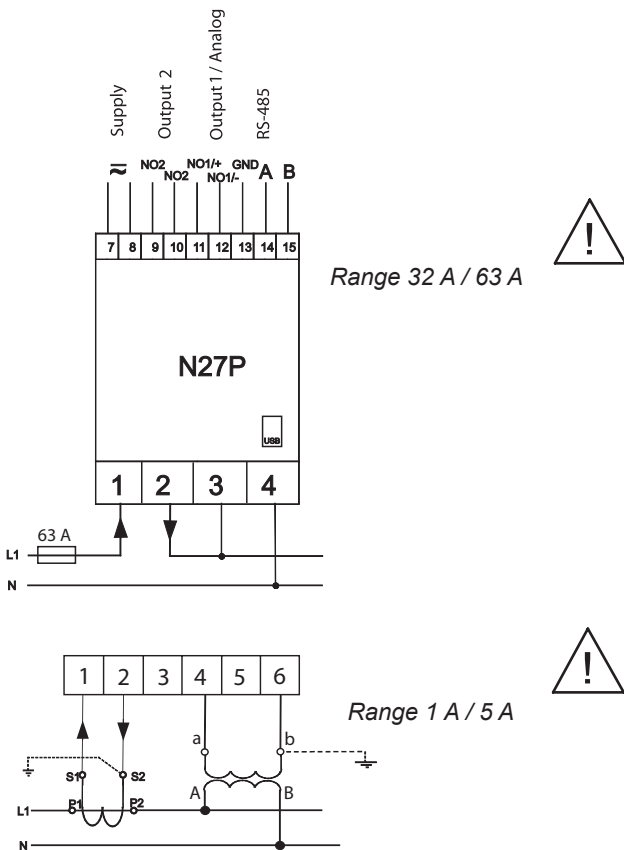 Supply
Output 2
Output 1 / Analog
RS-485
NO2 NO1/+ GND A B
NO2 NO1/-
7 8 9 10 11 12 13 14 15
Range 32 A / 63 A
!
N27P
USB
1 2 3 4
63 A
L1
N
1 2 3 4 5 6
!
Range 1 A / 5 A
a b
S1 S2
A B
L1 P1 P2
N